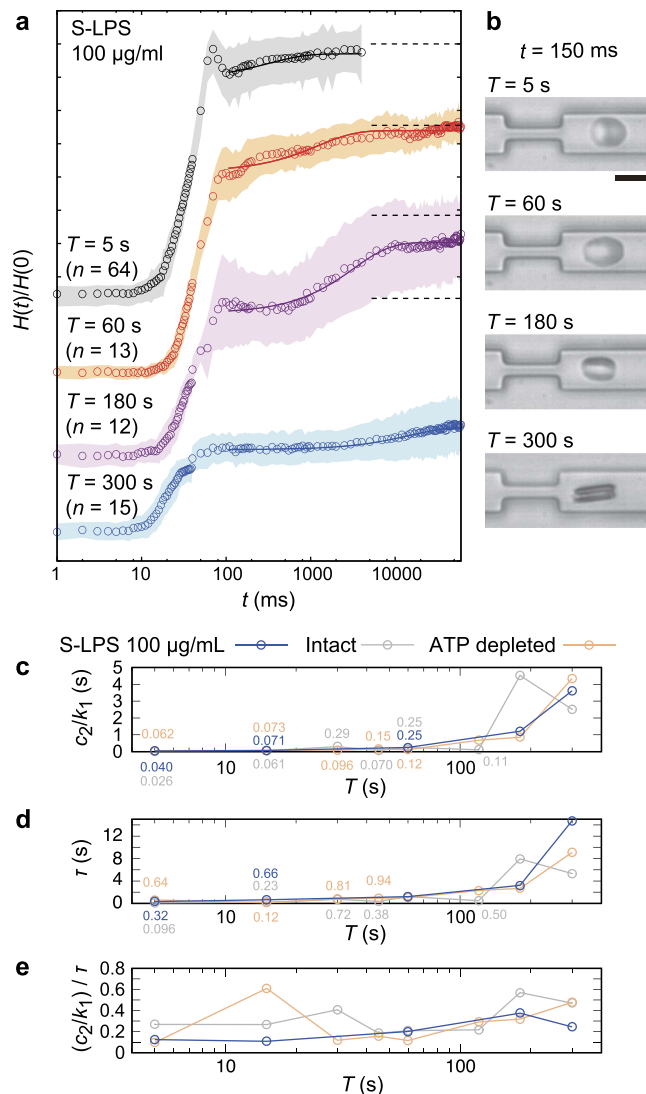 a
S-LPS
100 µg/ml
T = 5 s
(n = 64)
T = 60 s
(n = 13)
T = 180 s
(n = 12)
T = 300 s
(n = 15)
H(t)/H(0)
1 10 100 1000 10000
t (ms)
b
t = 150 ms
T = 5 s
T = 60 s
T = 180 s
T = 300 s
S-LPS 100 µg/mL Intact ATP depleted
c
c2/k1 (s)
5
4
3
2
1
0
0.062 0.073 0.29 0.15 0.25
0.071 0.25
0.040 0.061 0.096 0.070 0.12 0.11
0.026
10 100
T (s)
d
τ (s)
12
8
4
0
0.64 0.66 0.81 0.94
0.23
0.32 0.12 0.72 0.38 0.50
0.096
10 100
T (s)
e
(c2/k1) / τ
0.8
0.6
0.4
0.2
0
10 100
T (s)